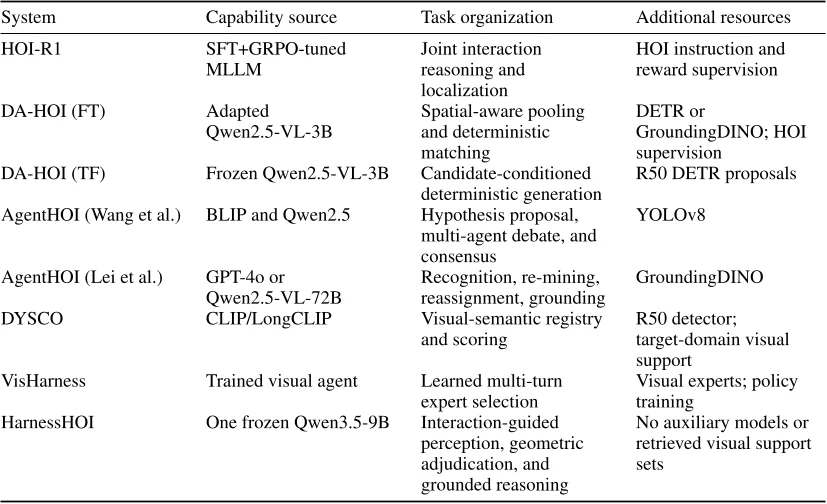 System Capability source Task organization Additional resources
HOI-R1 SFT+GRPO-tuned Joint interaction HOI instruction and
MLLM reasoning and reward supervision
localization
DA-HOI (FT) Adapted Spatial-aware pooling DETR or
Qwen2.5-VL-3B and deterministic GroundingDINO; HOI
matching supervision
DA-HOI (TF) Frozen Qwen2.5-VL-3B Candidate-conditioned R50 DETR proposals
deterministic generation
AgentHOI (Wang et al.) BLIP and Qwen2.5 Hypothesis proposal, YOLOv8
multi-agent debate, and
consensus
AgentHOI (Lei et al.) GPT-4o or Recognition, re-mining, GroundingDINO
Qwen2.5-VL-72B reassignment, grounding
DYSCO CLIP/LongCLIP Visual-semantic registry R50 detector;
and scoring target-domain visual
support
VisHarness Trained visual agent Learned multi-turn Visual experts; policy
expert selection training
HarnessHOI One frozen Qwen3.5-9B Interaction-guided No auxiliary models or
perception, geometric retrieved visual support
adjudication, and sets
grounded reasoning